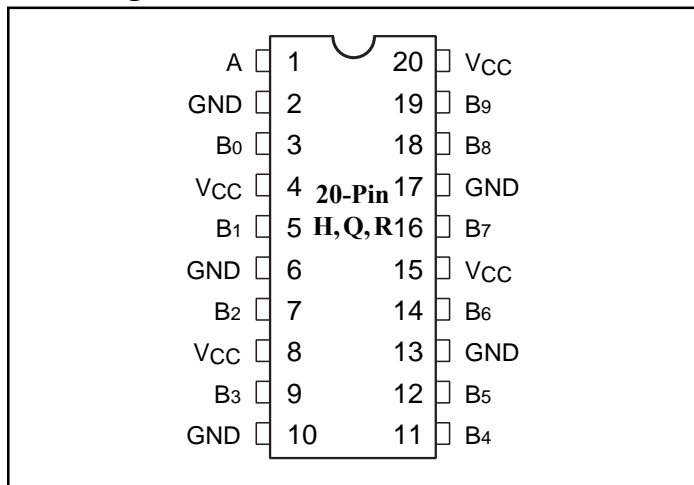 A 1 20 VCC
GND 2 19 B9
B0 3 18 B8
VCC 4 20-Pin 17 GND
B1 5 H, Q, R 16 B7
GND 6 15 VCC
B2 7 14 B6
VCC 8 13 GND
B3 9 12 B5
GND 10 11 B4